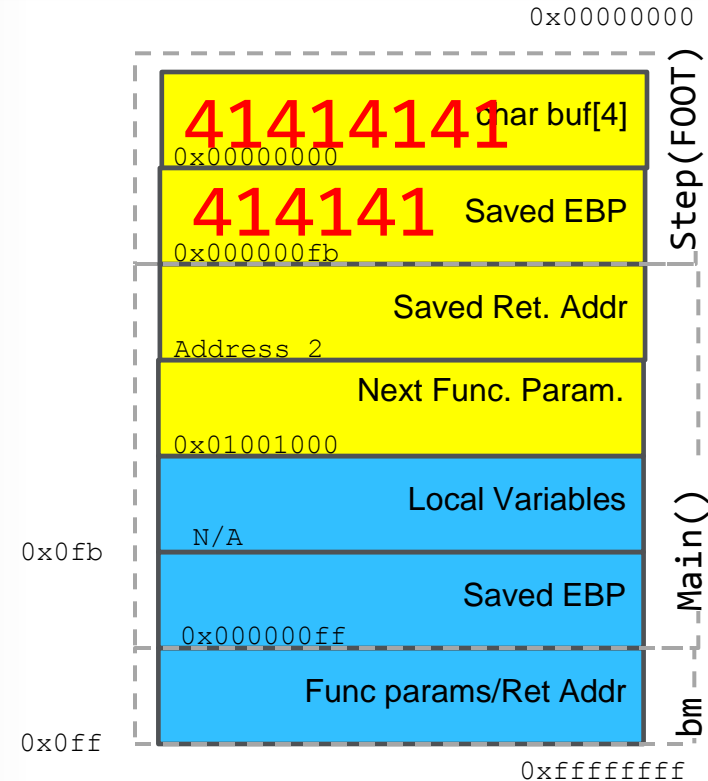 0x00000000
41414141
char buf[4]
0x00000000
414141
Saved EBP
0x000000fb
Saved Ret. Addr
Address 2
Next Func. Param.
0x01001000
Local Variables
N/A
0x0fb
Saved EBP
0x000000ff
Func params/Ret Addr
0x0ff
0xffffffff
Step(FOOT)
Main()
bm